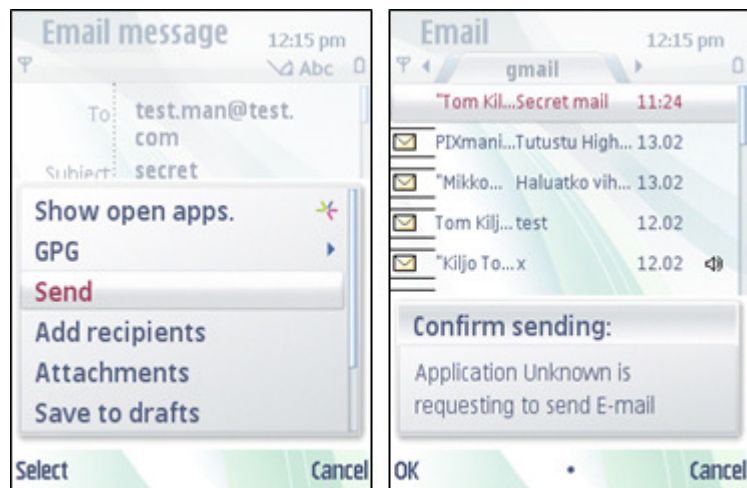 Email message
12:15 pm
Abc
To
test.man@test.
com
Subject:
secret
Show open apps.
GPG
Send
Add recipients
Attachments
Save to drafts
Select
Cancel
Email
12:15 pm
gmail
"Tom Kil...Secret mail 11:24
PIXmani...Tutustu High... 13.02
"Mikko... Haluatko vih... 13.02
Tom Kilj...test 12.02
"Kiljo To...x 12.02
Confirm sending:
Application Unknown is
requesting to send E-mail
OK
Cancel